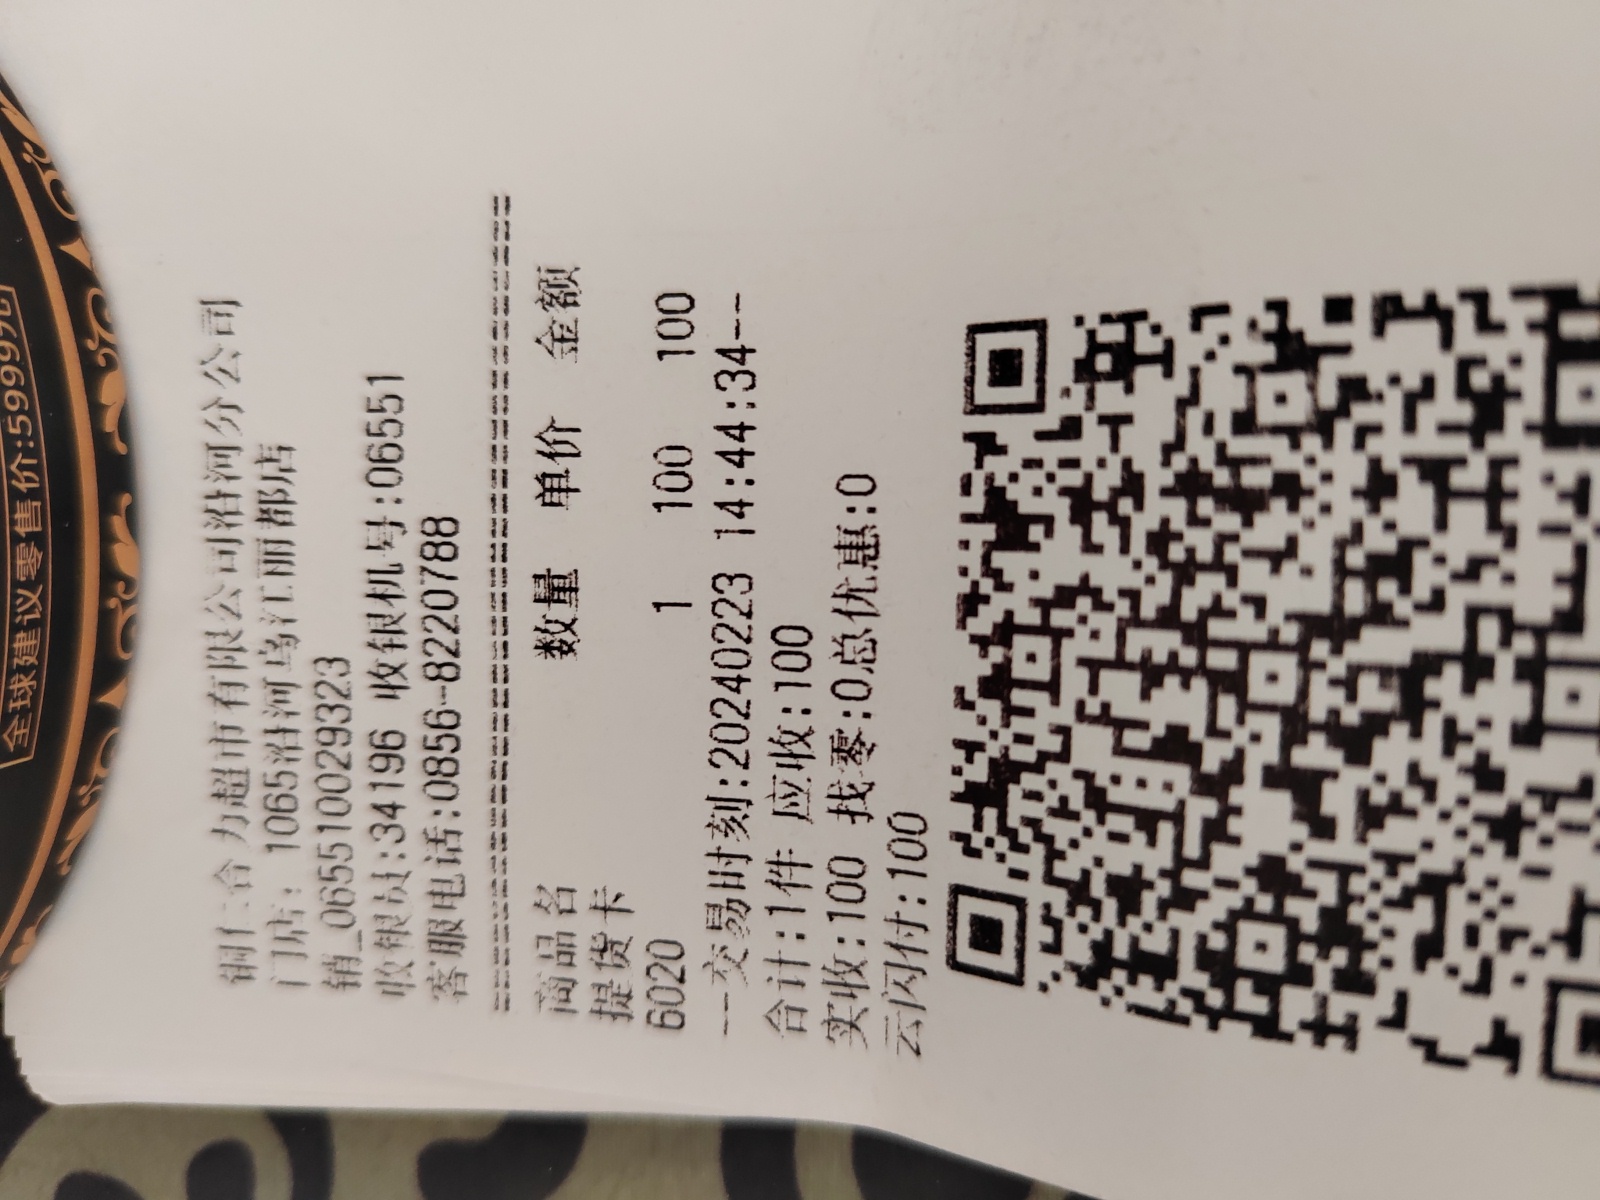 全球建议零售价:5999元
铜仁合力超市有限公司沿河分公司
门店: 1065沿河乌江丽都店
销_065510029323
收银员:34196 收银机号:06551
客服电话:0856-8220788
商品名 数量 单价 金额
提货卡
6020 1 100 100
--交易时刻:20240223 14:44:34--
合计:1件 应收:100
实收:100 找零:0总优惠:0
云闪付:100